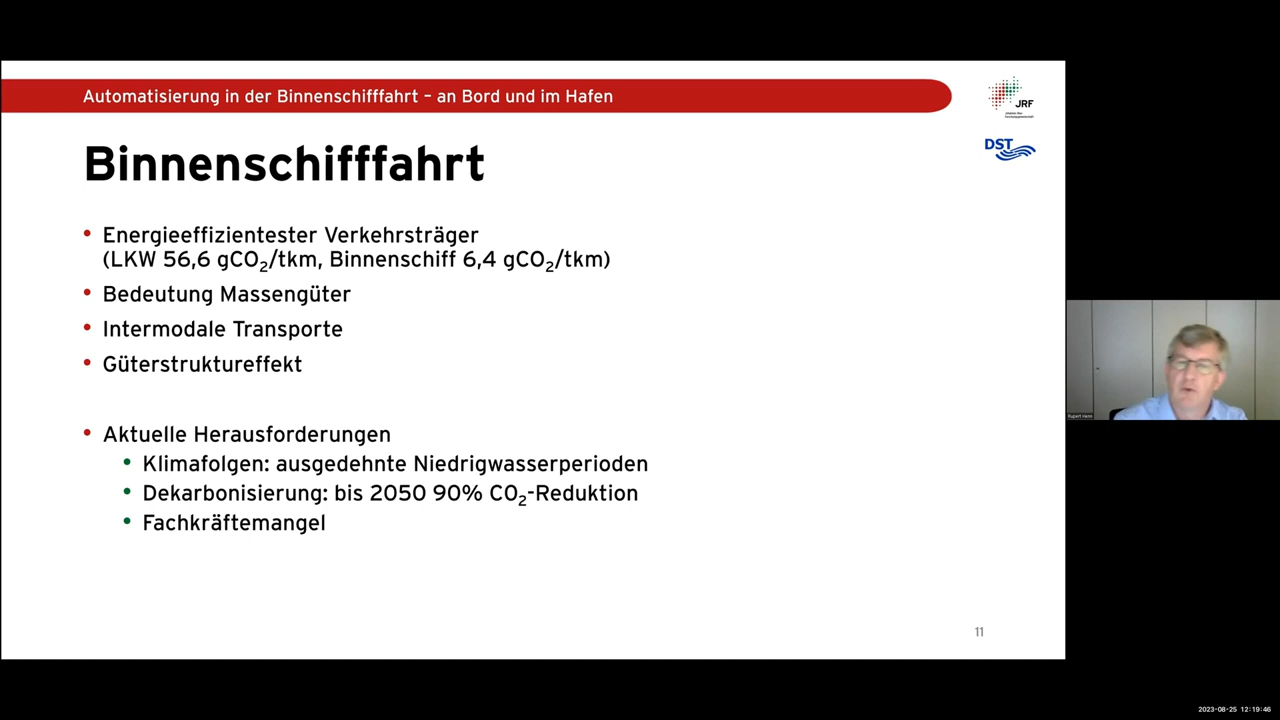 Automatisierung in der Binnenschifffahrt – an Bord und im Hafen
JRF
DST
Binnenschifffahrt
• Energieeffizientester Verkehrsträger
(LKW 56,6 gCO₂/tkm, Binnenschiff 6,4 gCO₂/tkm)
• Bedeutung Massengüter
• Intermodale Transporte
• Güterstruktureffekt
• Aktuelle Herausforderungen
• Klimafolgen: ausgedehnte Niedrigwasserperioden
• Dekarbonisierung: bis 2050 90% CO₂-Reduktion
• Fachkräftemangel
11
2023-08-25 12:19:46